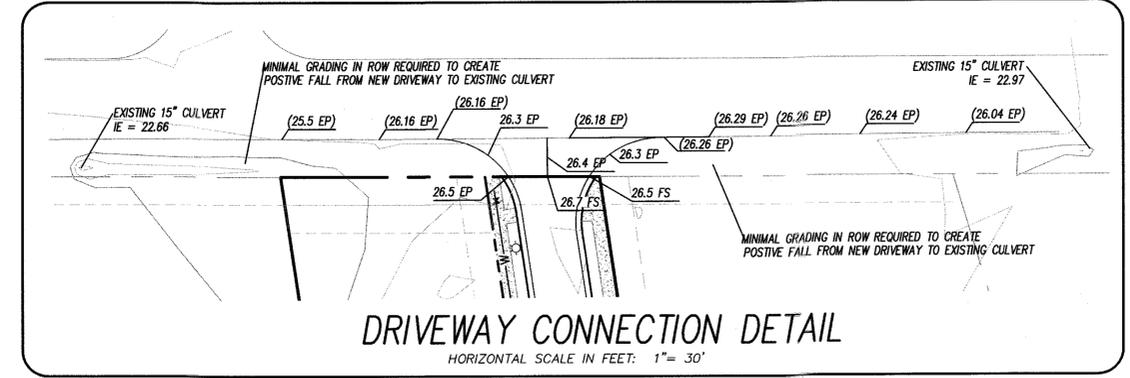 MINIMAL GRADING IN ROW REQUIRED TO CREATE
POSTIVE FALL FROM NEW DRIVEWAY TO EXISTING CULVERT
EXISTING 15" CULVERT
IE = 22.97
EXISTING 15" CULVERT
IE = 22.66
(25.5 EP)
(26.16 EP)
(26.16 EP)
26.3 EP
(26.18 EP)
(26.29 EP)
(26.26 EP)
(26.24 EP)
(26.04 EP)
(26.26 EP)
26.3 EP
26.4 EP
26.5 EP
26.7 FS
26.5 FS
W
MINIMAL GRADING IN ROW REQUIRED TO CREATE
POSTIVE FALL FROM NEW DRIVEWAY TO EXISTING CULVERT
DRIVEWAY CONNECTION DETAIL
HORIZONTAL SCALE IN FEET: 1"= 30'